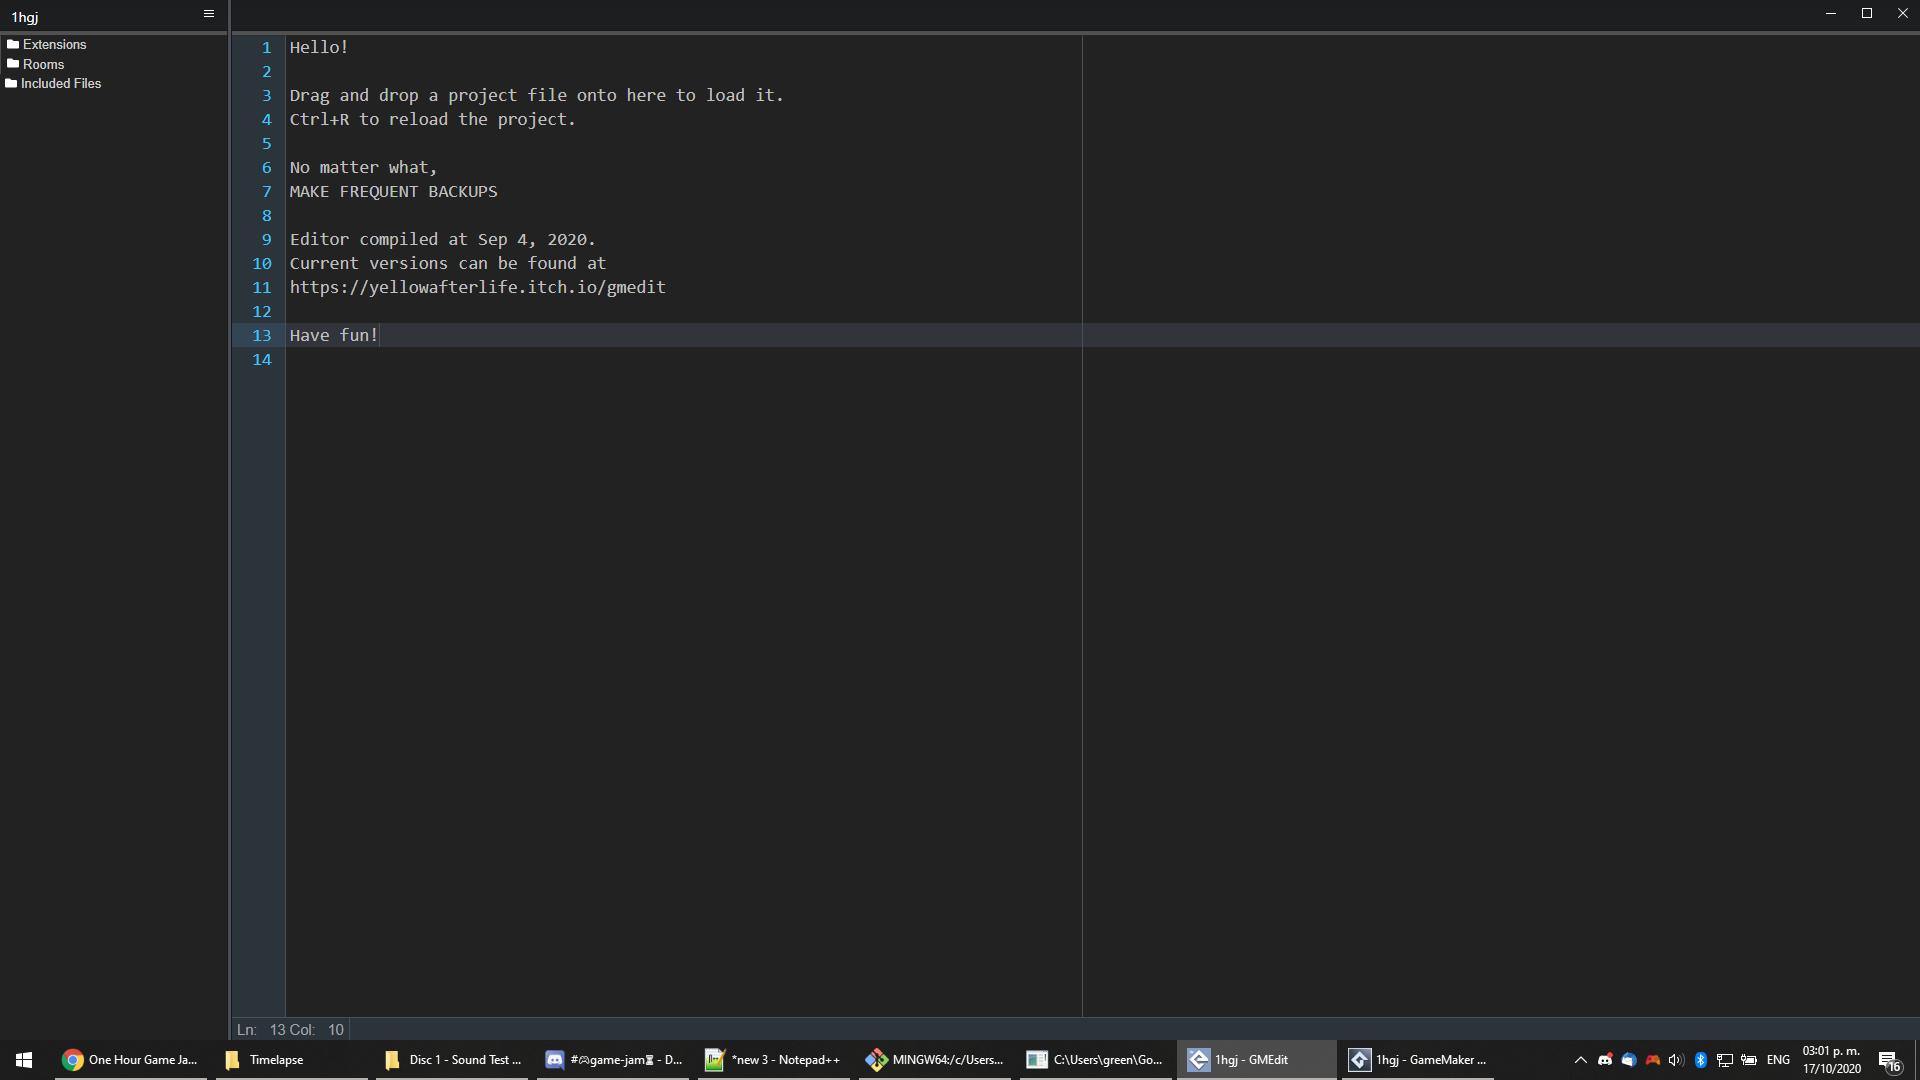 1hgj
Extensions
Rooms
Included Files
1 Hello!
2
3 Drag and drop a project file onto here to load it.
4 Ctrl+R to reload the project.
5
6 No matter what,
7 MAKE FREQUENT BACKUPS
8
9 Editor compiled at Sep 4, 2020.
10 Current versions can be found at
11 https://yellowafterlife.itch.io/gmedit
12
13 Have fun!
14
Ln: 13 Col: 10
One Hour Game Ja...
Timelapse
Disc 1 - Sound Test ...
#🎮game-jam⏳ - D...
*new 3 - Notepad++
MINGW64:/c/Users...
C:\Users\green\Go...
1hgj - GMEdit
1hgj - GameMaker ...
ENG
03:01 p. m.
17/10/2020
16